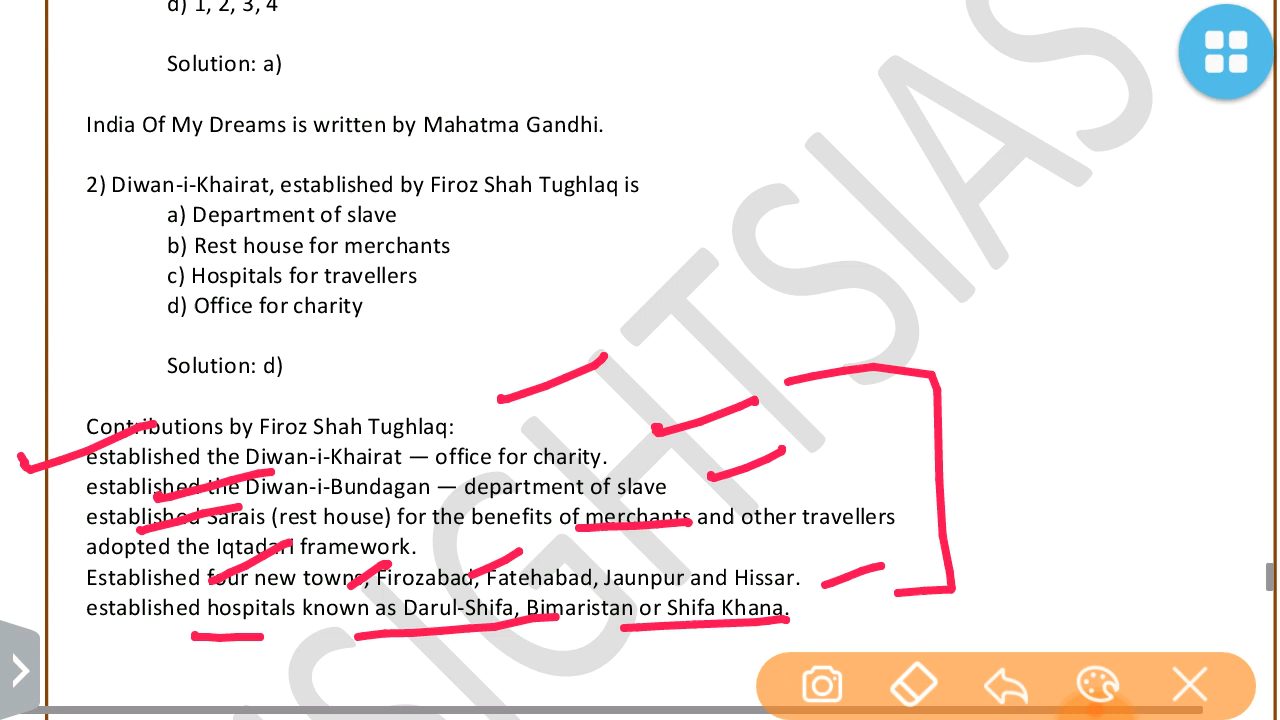 d) 1, 2, 3, 4
Solution: a)
India Of My Dreams is written by Mahatma Gandhi.
2) Diwan-i-Khairat, established by Firoz Shah Tughlaq is
a) Department of slave
b) Rest house for merchants
c) Hospitals for travellers
d) Office for charity
Solution: d)
Contributions by Firoz Shah Tughlaq:
established the Diwan-i-Khairat — office for charity.
established the Diwan-i-Bundagan — department of slave
established Sarais (rest house) for the benefits of merchants and other travellers
adopted the Iqtadari framework.
Established four new towns, Firozabad, Fatehabad, Jaunpur and Hissar.
established hospitals known as Darul-Shifa, Bimaristan or Shifa Khana.
INSIGHTSIAS